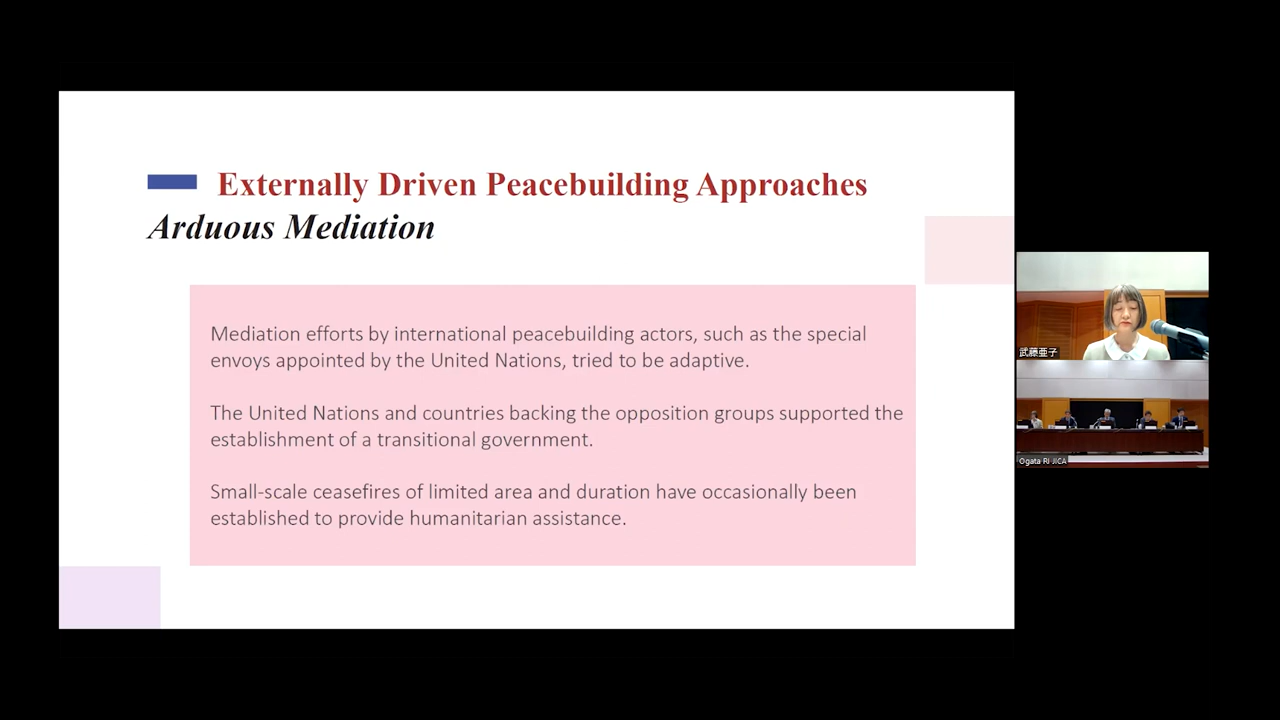 Externally Driven Peacebuilding Approaches
Arduous Mediation
Mediation efforts by international peacebuilding actors, such as the special
envoys appointed by the United Nations, tried to be adaptive.
The United Nations and countries backing the opposition groups supported the
establishment of a transitional government.
Small-scale ceasefires of limited area and duration have occasionally been
established to provide humanitarian assistance.
武藤亜子
Ogata RI JICA